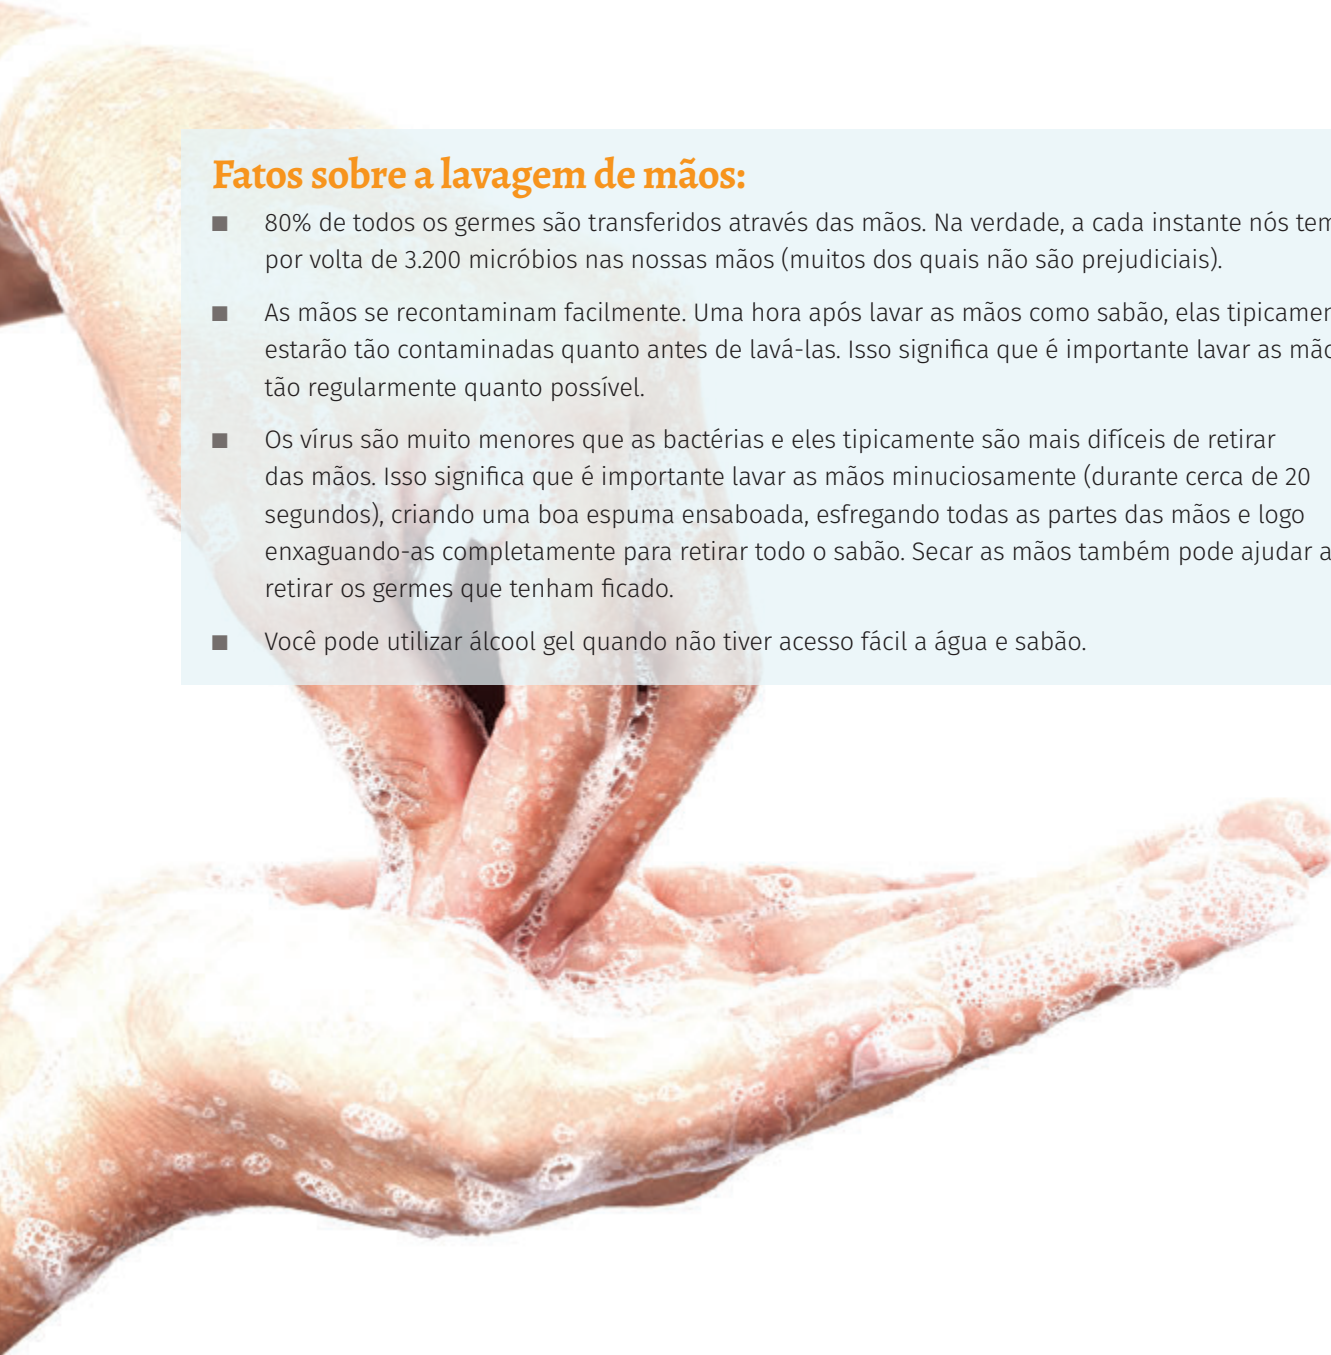 Fatos sobre a lavagem de mãos:
■ 80% de todos os germes são transferidos através das mãos. Na verdade, a cada instante nós
por volta de 3.200 micróbios nas nossas mãos (muitos dos quais não são prejudiciais).
■ As mãos se recontaminam facilmente. Uma hora após lavar as mãos como sabão, elas
estarão tão contaminadas quanto antes de lavá-las. Isso significa que é importante lavar as
tão regularmente quanto possível.
■ Os vírus são muito menores que as bactérias e eles tipicamente são mais difíceis de retirar
das mãos. Isso significa que é importante lavar as mãos minuciosamente (durante cerca de 20
segundos), criando uma boa espuma ensaboada, esfregando todas as partes das mãos e logo
enxaguando-as completamente para retirar todo o sabão. Secar as mãos também pode ajudar a
retirar os germes que tenham ficado.
■ Você pode utilizar álcool gel quando não tiver acesso fácil a água e sabão.